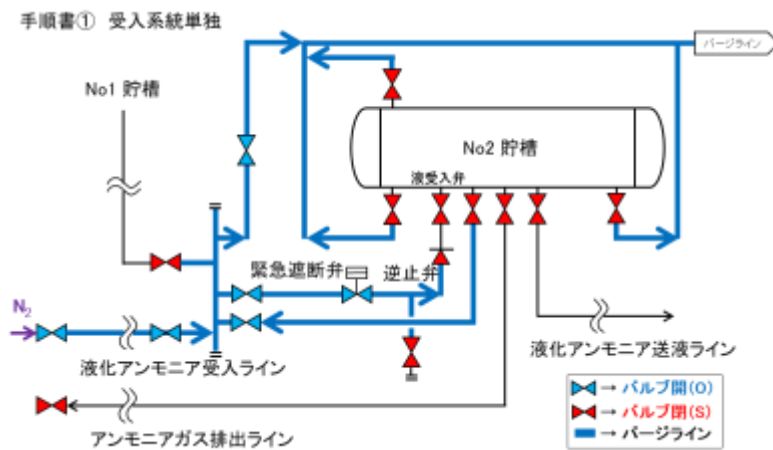 手順書① 受入系統単独
パージライン
No1 貯槽
No2 貯槽
液受入弁
緊急遮断弁
逆止弁
N2
液化アンモニア受入ライン
液化アンモニア送液ライン
アンモニアガス排出ライン
→ バルブ開(O)
→ バルブ閉(S)
→ パージライン